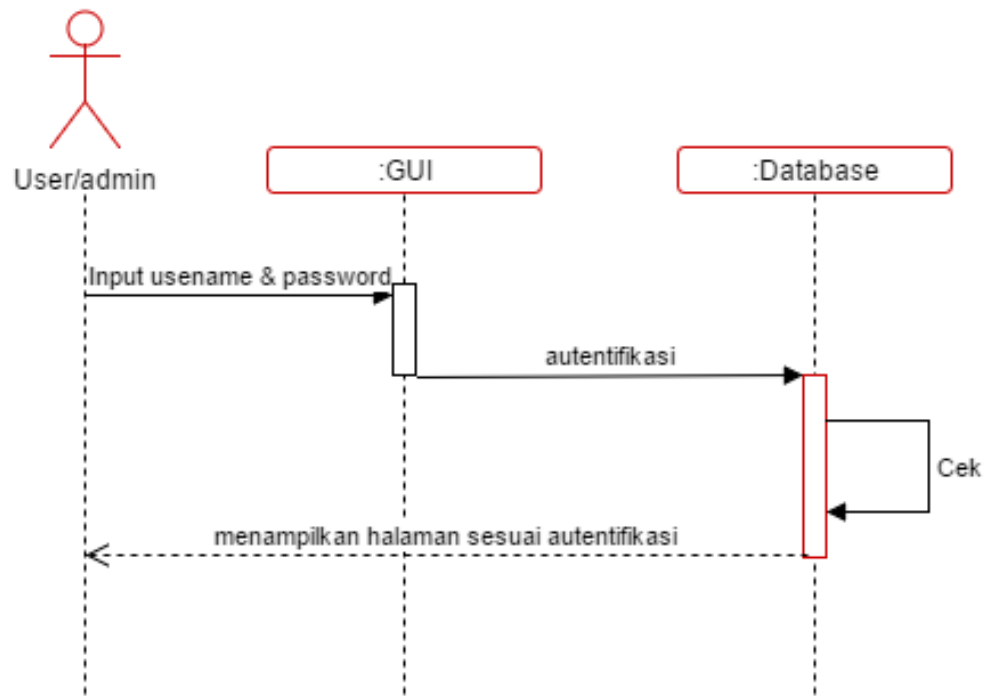 User/admin
:GUI
:Database
Input usename & password
autentifikasi
Cek
menampilkan halaman sesuai autentifikasi